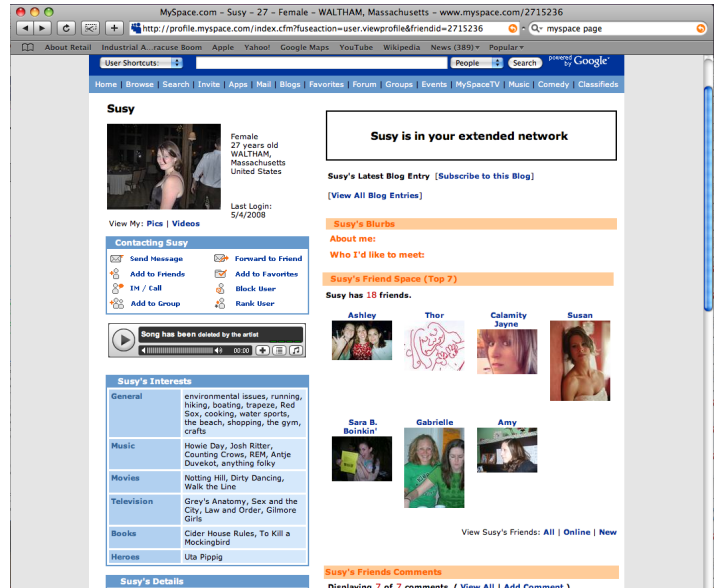 MySpace.com – Susy – 27 – Female – WALTHAM, Massachusetts – www.myspace.com/2715236
http://profile.myspace.com/index.cfm?fuseaction=user.viewprofile&friendid=2715236
myspace page
About Retail Industrial A...racuse Boom Apple Yahoo! Google Maps YouTube Wikipedia News (389) Popular
User Shortcuts: People Search powered by Google
Home | Browse | Search | Invite | Apps | Mail | Blogs | Favorites | Forum | Groups | Events | MySpaceTV | Music | Comedy | Classifieds
Susy
Female
27 years old
WALTHAM,
Massachusetts
United States
Last Login:
5/4/2008
View My: Pics | Videos
Contacting Susy
Send Message Forward to Friend
Add to Friends Add to Favorites
IM / Call Block User
Add to Group Rank User
Song has been deleted by the artist
00:00
Susy's Interests
General environmental issues, running,
hiking, boating, trapeze, Red
Sox, cooking, water sports,
the beach, shopping, the gym,
crafts
Music Howie Day, Josh Ritter,
Counting Crows, REM, Antje
Duvekot, anything folky
Movies Notting Hill, Dirty Dancing,
Walk the Line
Television Grey's Anatomy, Sex and the
City, Law and Order, Gilmore
Girls
Books Cider House Rules, To Kill a
Mockingbird
Heroes Uta Pippig
Susy's Details
Susy is in your extended network
Susy's Latest Blog Entry [Subscribe to this Blog]
[View All Blog Entries]
Susy's Blurbs
About me:
Who I'd like to meet:
Susy's Friend Space (Top 7)
Susy has 18 friends.
Ashley Thor Calamity Jayne Susan
Sara B. Boinkin' Gabrielle Amy
View Susy's Friends: All | Online | New
Susy's Friends Comments
Displaying 7 of 7 comments ( View All | Add Comment )